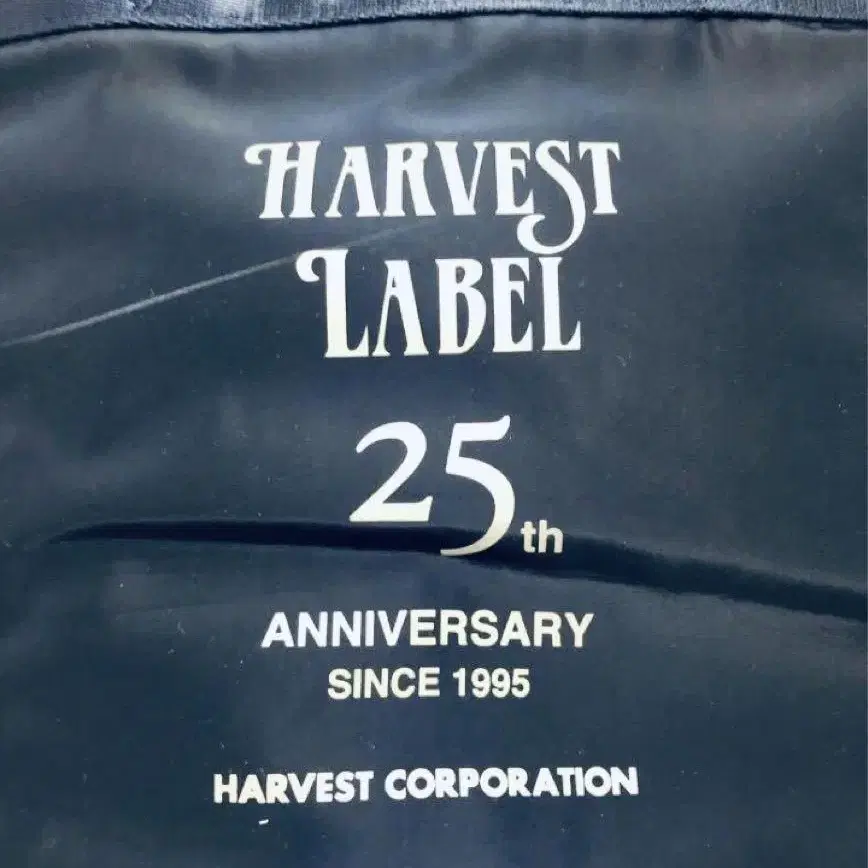 HARVEST
LABEL
25th
ANNIVERSARY
SINCE 1995
HARVEST CORPORATION